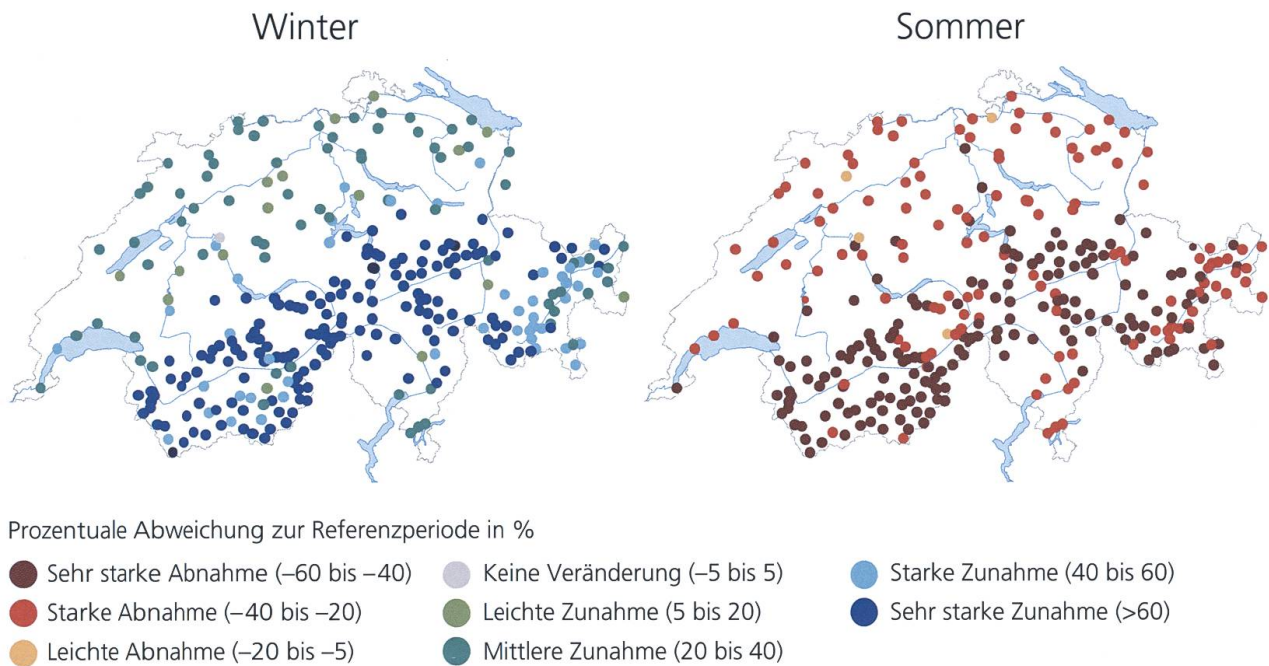 Winter
Sommer
Prozentuale Abweichung zur Referenzperiode in %
Sehr starke Abnahme (–60 bis –40)
Starke Abnahme (–40 bis –20)
Leichte Abnahme (–20 bis –5)
Keine Veränderung (–5 bis 5)
Leichte Zunahme (5 bis 20)
Mittlere Zunahme (20 bis 40)
Starke Zunahme (40 bis 60)
Sehr starke Zunahme (>60)